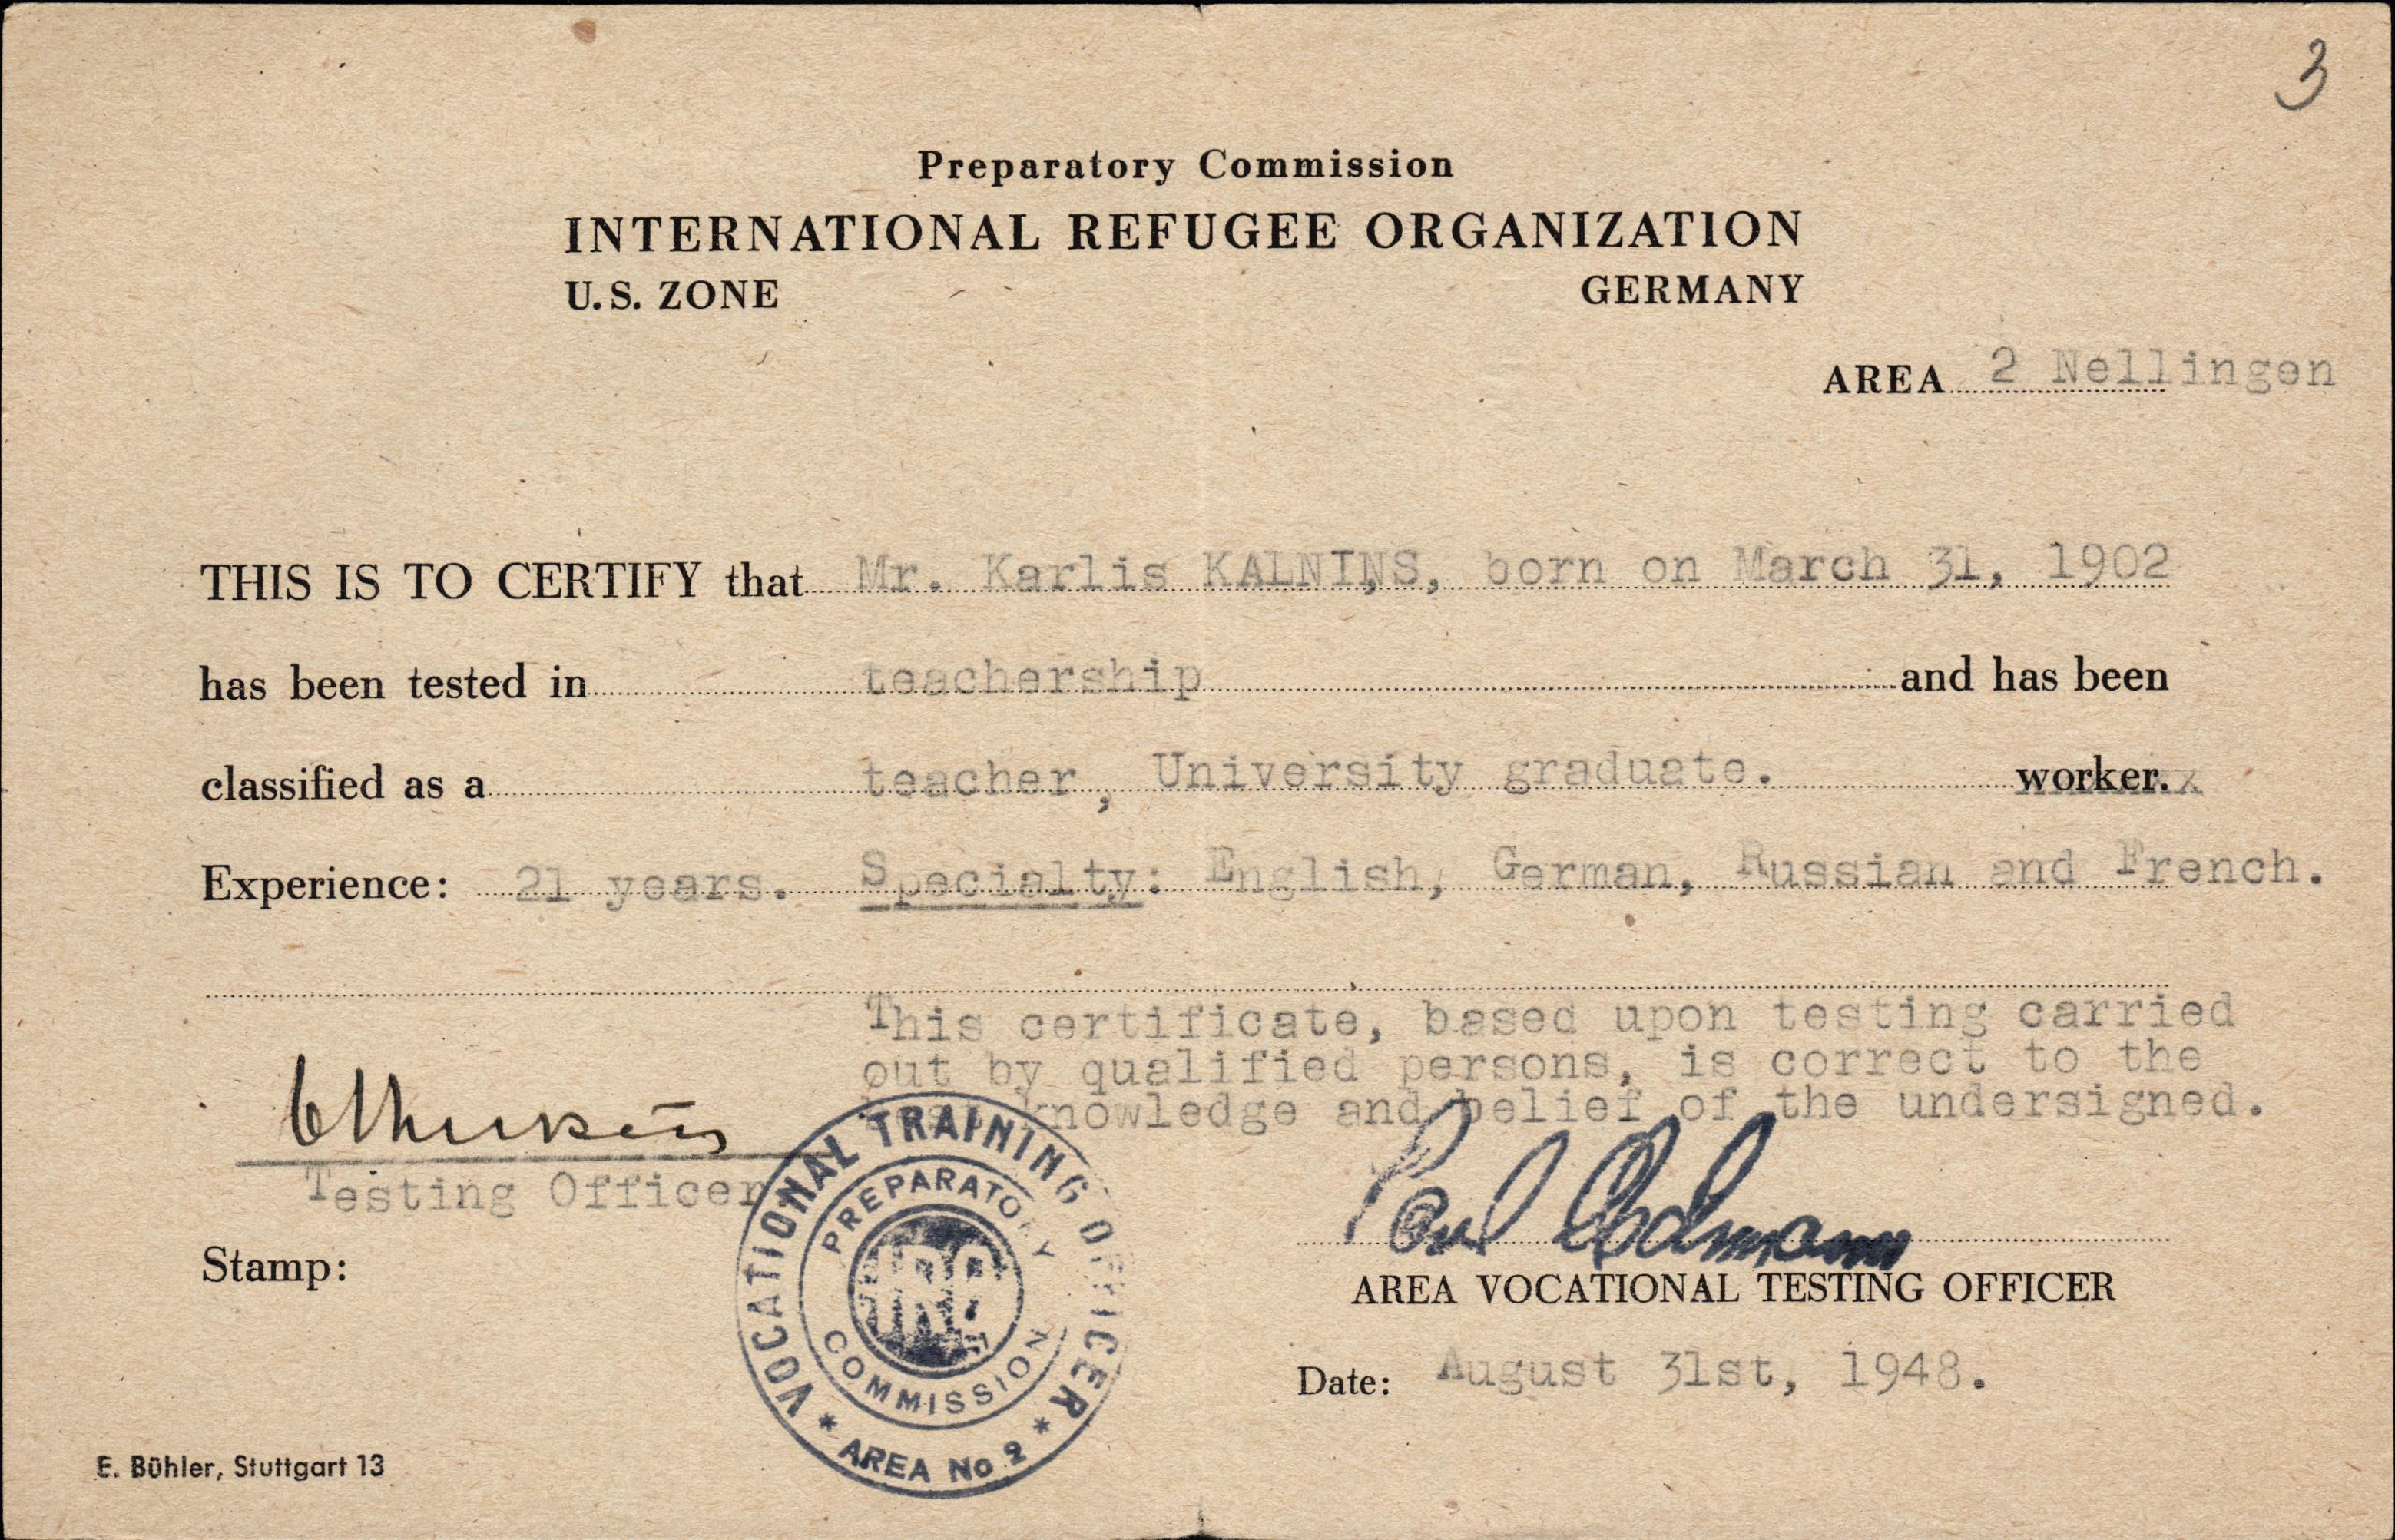 3
Preparatory Commission
INTERNATIONAL REFUGEE ORGANIZATION
U.S. ZONE GERMANY
AREA 2 Nellingen
THIS IS TO CERTIFY that Mr. Karlis KALNIŅŠ, born on March 31, 1902
has been tested in teachership and has been
classified as a teacher, University graduate. worker.x
Experience: 21 years. Specialty: English, German, Russian and French.
This certificate, based upon testing carried
out by qualified persons, is correct to the
knowledge and belief of the undersigned.
Testing Officer
Stamp:
VOCATIONAL TRAINING OFFICER
PREPARATORY
IRO
COMMISSION
* AREA No 2 *
Paul
AREA VOCATIONAL TESTING OFFICER
Date: August 31st, 1948.
E. Bühler, Stuttgart 13